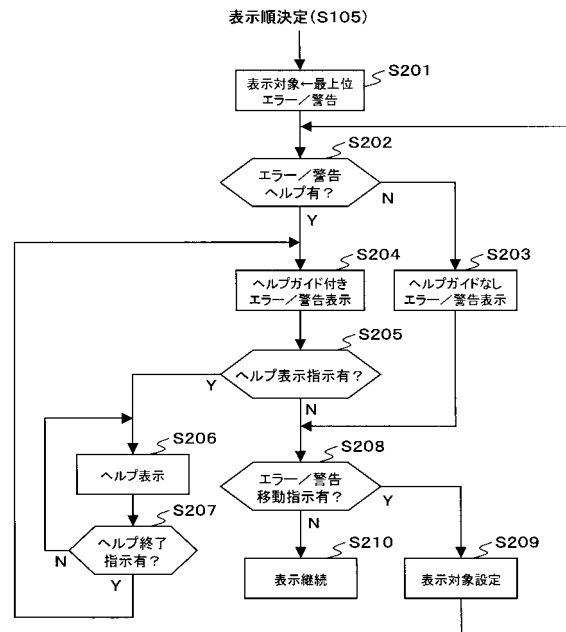 表示順決定(S105)
S201
表示対象←最上位
エラー／警告
S202
エラー／警告
ヘルプ有？
N
Y
S204
ヘルプガイド付き
エラー／警告表示
S203
ヘルプガイドなし
エラー／警告表示
S205
ヘルプ表示指示有？
Y
N
S206
ヘルプ表示
S207
ヘルプ終了
指示有？
N
Y
S208
エラー／警告
移動指示有？
Y
N
S210
表示継続
S209
表示対象設定